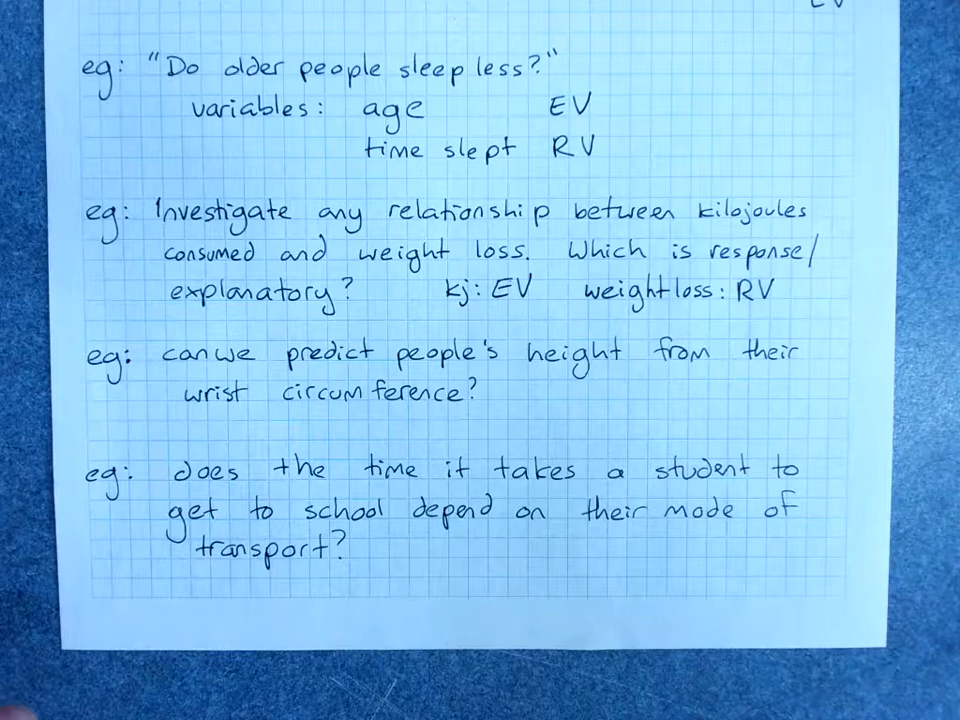 eg: "Do older people sleep less?"
variables: age EV
time slept RV
eg: Investigate any relationship between kilojoules
consumed and weight loss. Which is response/
explanatory? kj: EV weight loss: RV
eg: can we predict people's height from their
wrist circumference?
eg: does the time it takes a student to
get to school depend on their mode of
transport?